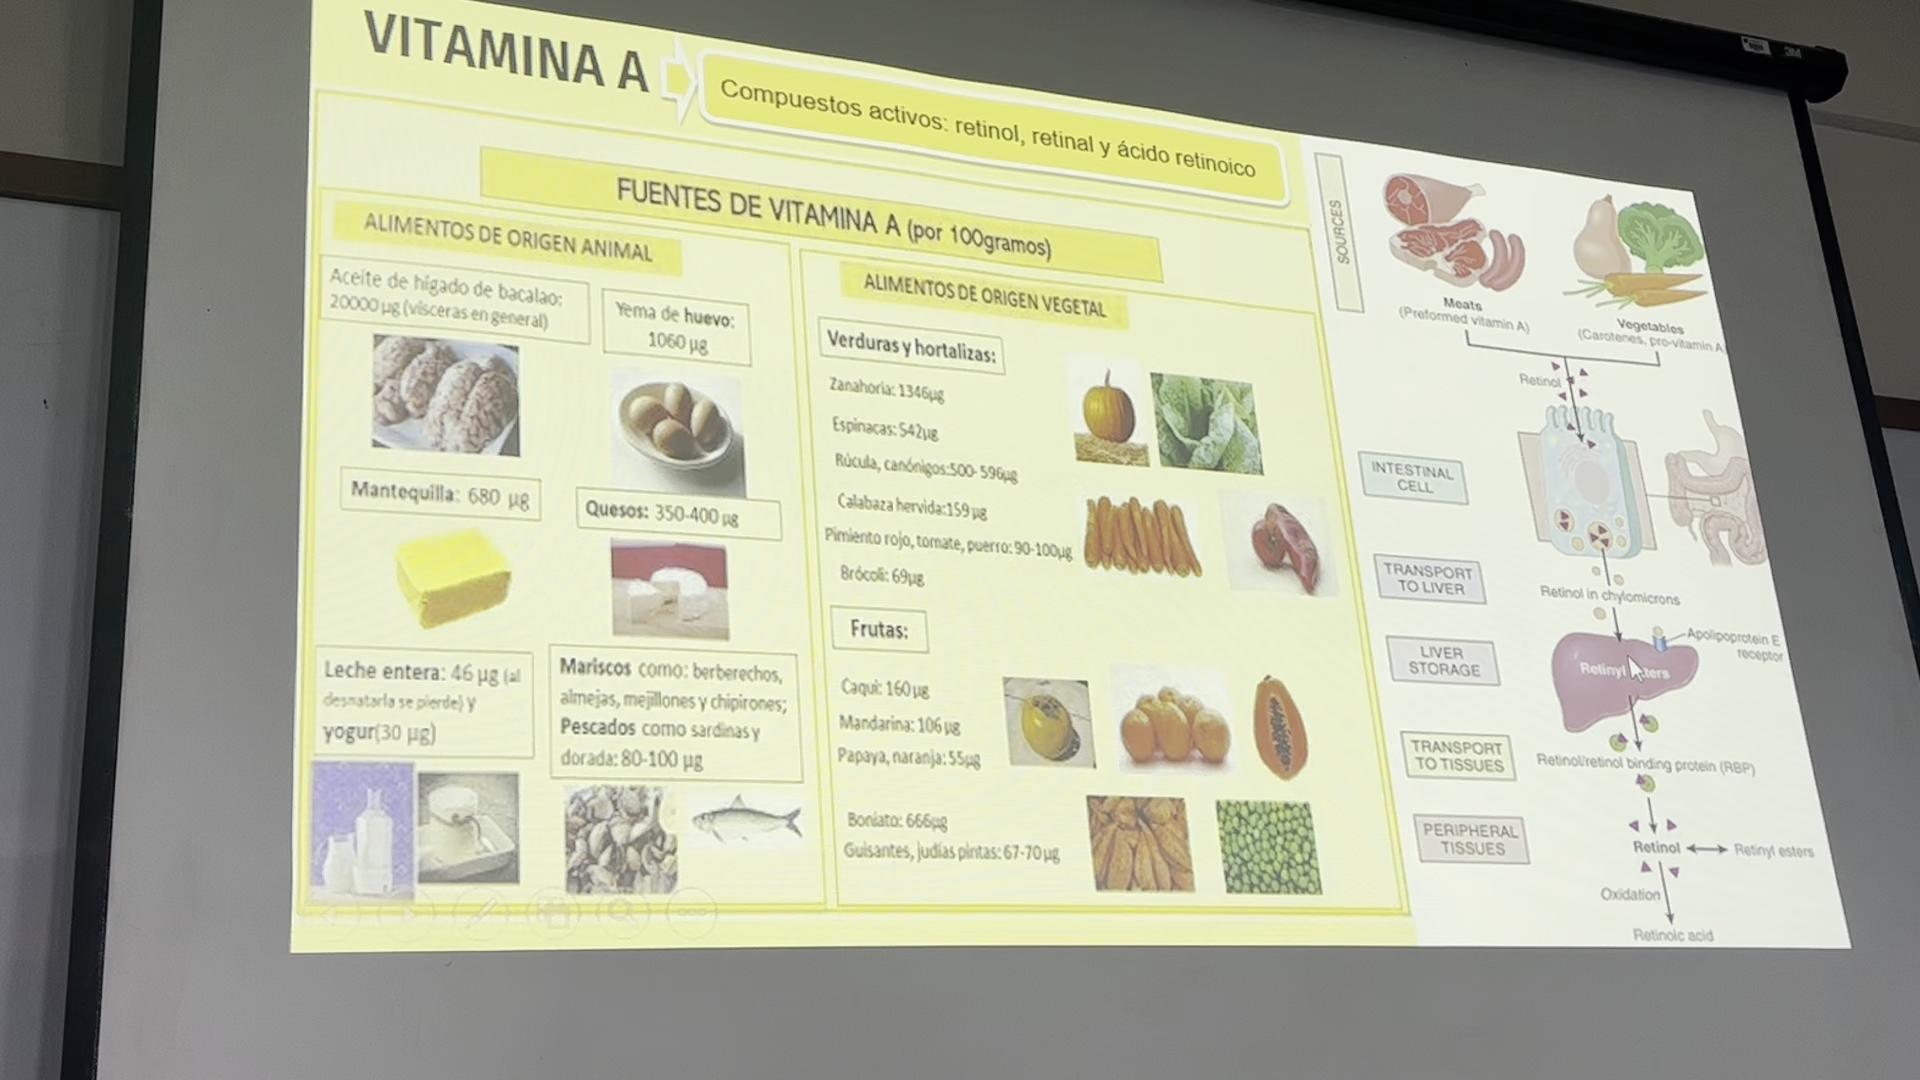 VITAMINA A
Compuestos activos: retinol, retinal y ácido retinoico
FUENTES DE VITAMINA A (por 100gramos)
ALIMENTOS DE ORIGEN ANIMAL
Aceite de hígado de bacalao:
20000 µg (vísceras en general)
Yema de huevo:
1060 µg
Mantequilla: 680 µg
Quesos: 350-400 µg
Leche entera: 46 µg (al
desnatarla se pierde) y
yogur(30 µg)
Mariscos como: berberechos,
almejas, mejillones y chipirones;
Pescados como sardinas y
dorada: 80-100 µg
ALIMENTOS DE ORIGEN VEGETAL
Verduras y hortalizas:
Zanahoria: 1346µg
Espinacas: 542µg
Rúcula, canónigos:500- 596µg
Calabaza hervida:159 µg
Pimiento rojo, tomate, puerro: 90-100µg
Brócoli: 69µg
Frutas:
Caqui: 160 µg
Mandarina: 106 µg
Papaya, naranja: 55µg
Boniato: 666µg
Guisantes, judías pintas: 67-70 µg
SOURCES
Meats
(Preformed vitamin A)
Vegetables
(Carotenes, pro-vitamin A
Retinol
INTESTINAL
CELL
TRANSPORT
TO LIVER
Retinol in chylomicrons
Apolipoprotein E
receptor
LIVER
STORAGE
Retinyl
TRANSPORT
TO TISSUES
Retinol/retinol binding protein (RBP)
PERIPHERAL
TISSUES
Retinol
Retinyl esters
Oxidation
Retinoic acid
3M